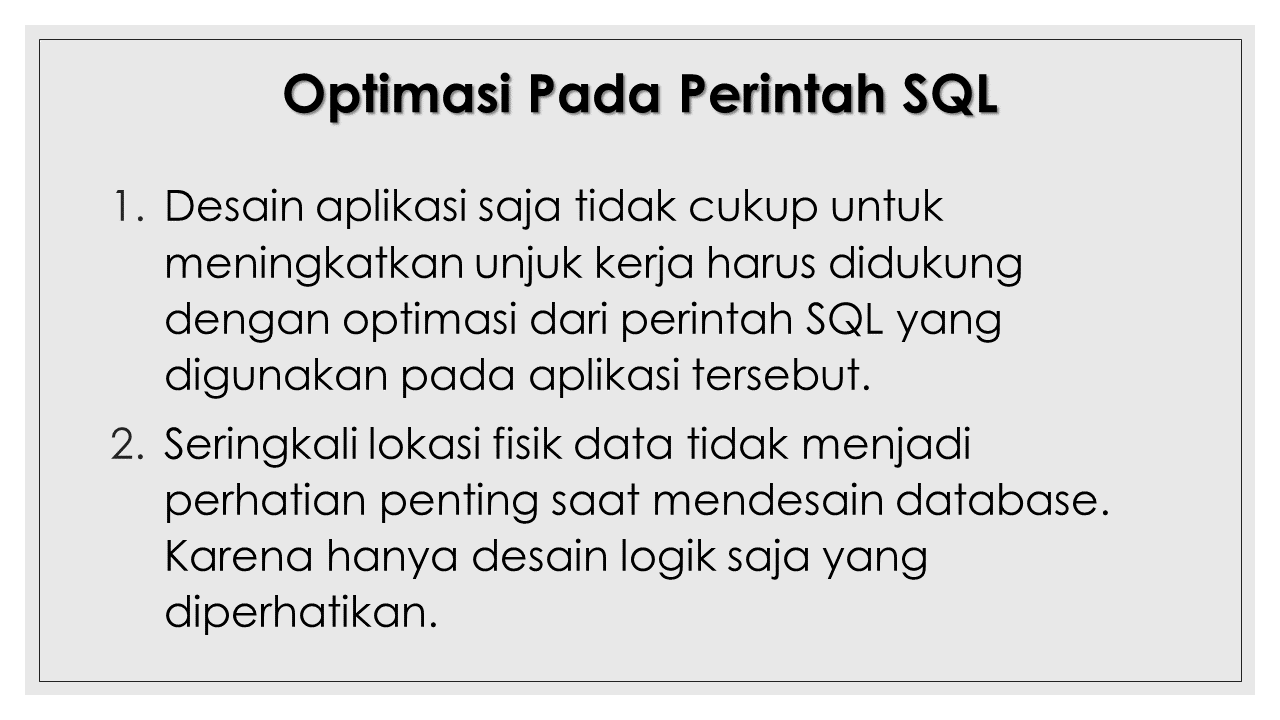 Optimasi Pada Perintah SQL
1. Desain aplikasi saja tidak cukup untuk
meningkatkan unjuk kerja harus didukung
dengan optimasi dari perintah SQL yang
digunakan pada aplikasi tersebut.
2. Seringkali lokasi fisik data tidak menjadi
perhatian penting saat mendesain database.
Karena hanya desain logik saja yang
diperhatikan.